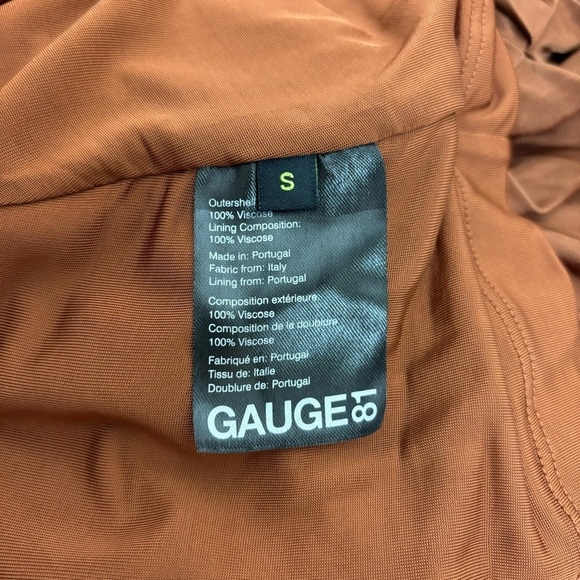 S
Outershell
100% Viscose
Lining Composition:
100% Viscose
Made in: Portugal
Fabric from: Italy
Lining from: Portugal
Composition extérieure:
100% Viscose
Composition de la doublure
100% Viscose
Fabriqué en: Portugal
Tissu de: Italie
Doublure de: Portugal
GAUGE81